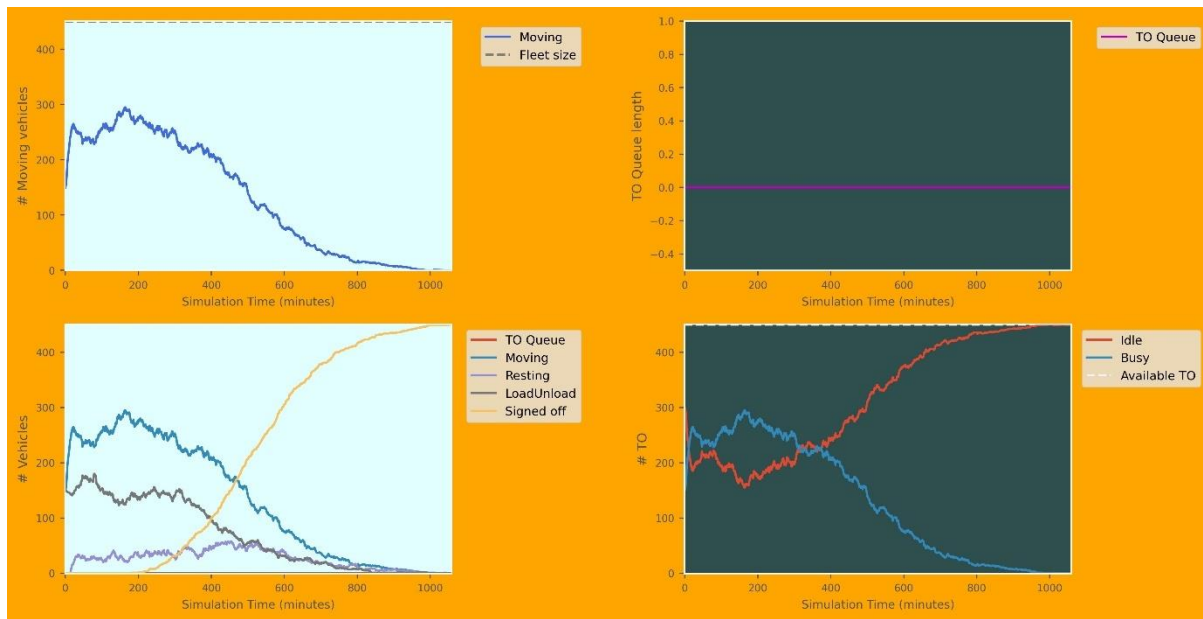 400
300
200
100
0
# Moving vehicles
0 200 400 600 800 1000
Simulation Time (minutes)
Moving
Fleet size
1.0
0.8
0.6
0.4
0.2
0.0
−0.2
−0.4
TO Queue length
0 200 400 600 800 1000
Simulation Time (minutes)
TO Queue
400
300
200
100
0
# Vehicles
0 200 400 600 800 1000
Simulation Time (minutes)
TO Queue
Moving
Resting
LoadUnload
Signed off
400
300
200
100
0
# TO
0 200 400 600 800 1000
Simulation Time (minutes)
Idle
Busy
Available TO